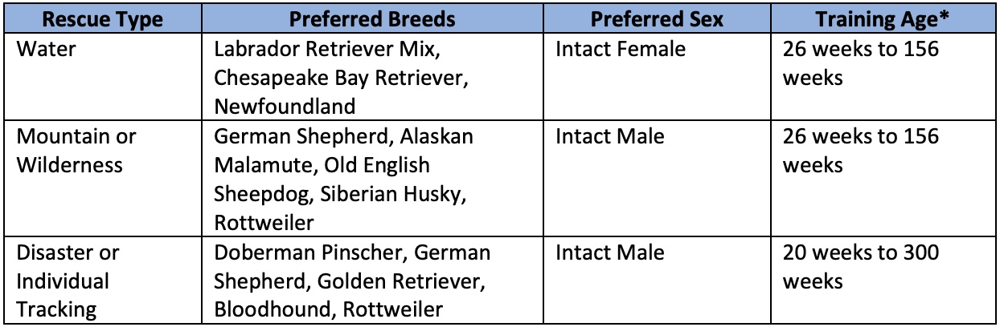 Rescue Type Preferred Breeds Preferred Sex Training Age*
Water Labrador Retriever Mix, Intact Female 26 weeks to 156
Chesapeake Bay Retriever, weeks
Newfoundland
Mountain or German Shepherd, Alaskan Intact Male 26 weeks to 156
Wilderness Malamute, Old English weeks
Sheepdog, Siberian Husky,
Rottweiler
Disaster or Doberman Pinscher, German Intact Male 20 weeks to 300
Individual Shepherd, Golden Retriever, weeks
Tracking Bloodhound, Rottweiler